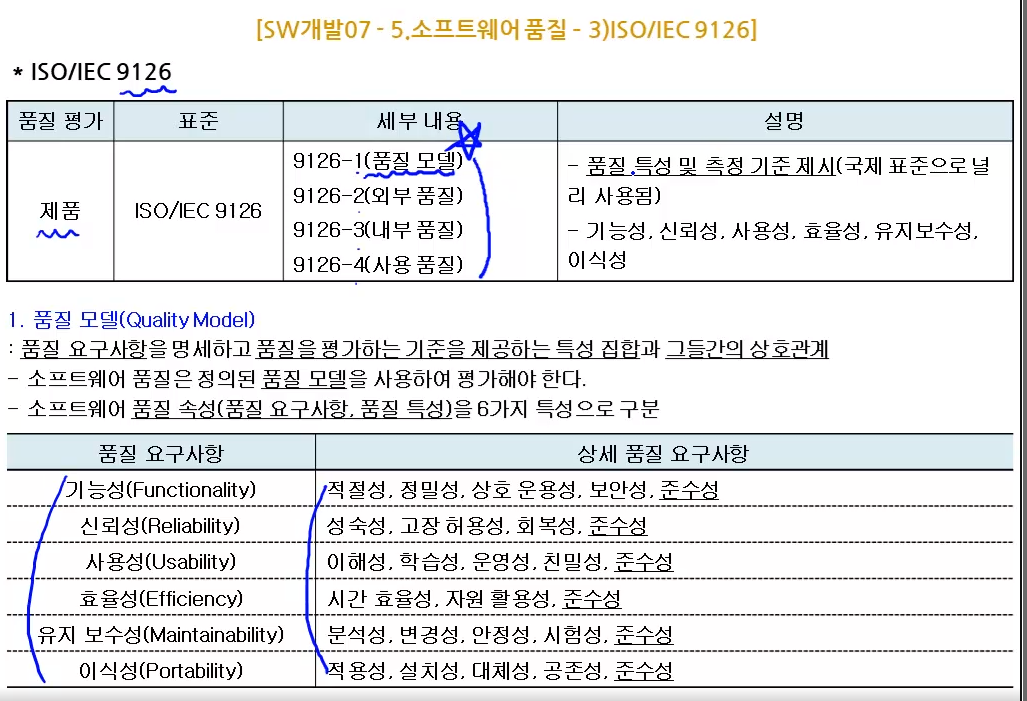 [SW개발07 - 5.소프트웨어 품질 - 3)ISO/IEC 9126]
* ISO/IEC 9126
품질 평가 표준 세부 내용 설명
제품
ISO/IEC 9126
9126-1(품질 모델)
9126-2(외부 품질)
9126-3(내부 품질)
9126-4(사용 품질)
- 품질 특성 및 측정 기준 제시(국제 표준으로 널
리 사용됨)
- 기능성, 신뢰성, 사용성, 효율성, 유지보수성,
이식성
1. 품질 모델(Quality Model)
: 품질 요구사항을 명세하고 품질을 평가하는 기준을 제공하는 특성 집합과 그들간의 상호관계
- 소프트웨어 품질은 정의된 품질 모델을 사용하여 평가해야 한다.
- 소프트웨어 품질 속성(품질 요구사항, 품질 특성)을 6가지 특성으로 구분
품질 요구사항 상세 품질 요구사항
기능성(Functionality) 적절성, 정밀성, 상호 운용성, 보안성, 준수성
신뢰성(Reliability) 성숙성, 고장 허용성, 회복성, 준수성
사용성(Usability) 이해성, 학습성, 운영성, 친밀성, 준수성
효율성(Efficiency) 시간 효율성, 자원 활용성, 준수성
유지 보수성(Maintainability) 분석성, 변경성, 안정성, 시험성, 준수성
이식성(Portability) 적용성, 설치성, 대체성, 공존성, 준수성